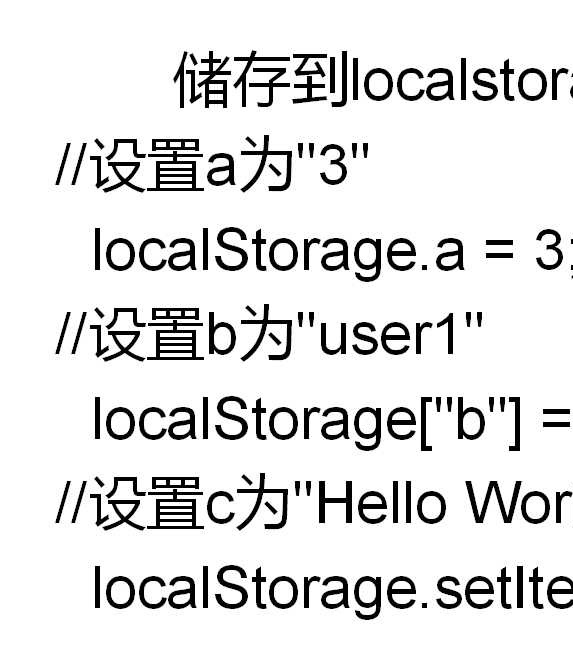 储存到localstor
//设置a为"3"
localStorage.a = 3;
//设置b为"user1"
localStorage["b"] =
//设置c为"Hello Wor
localStorage.setIte